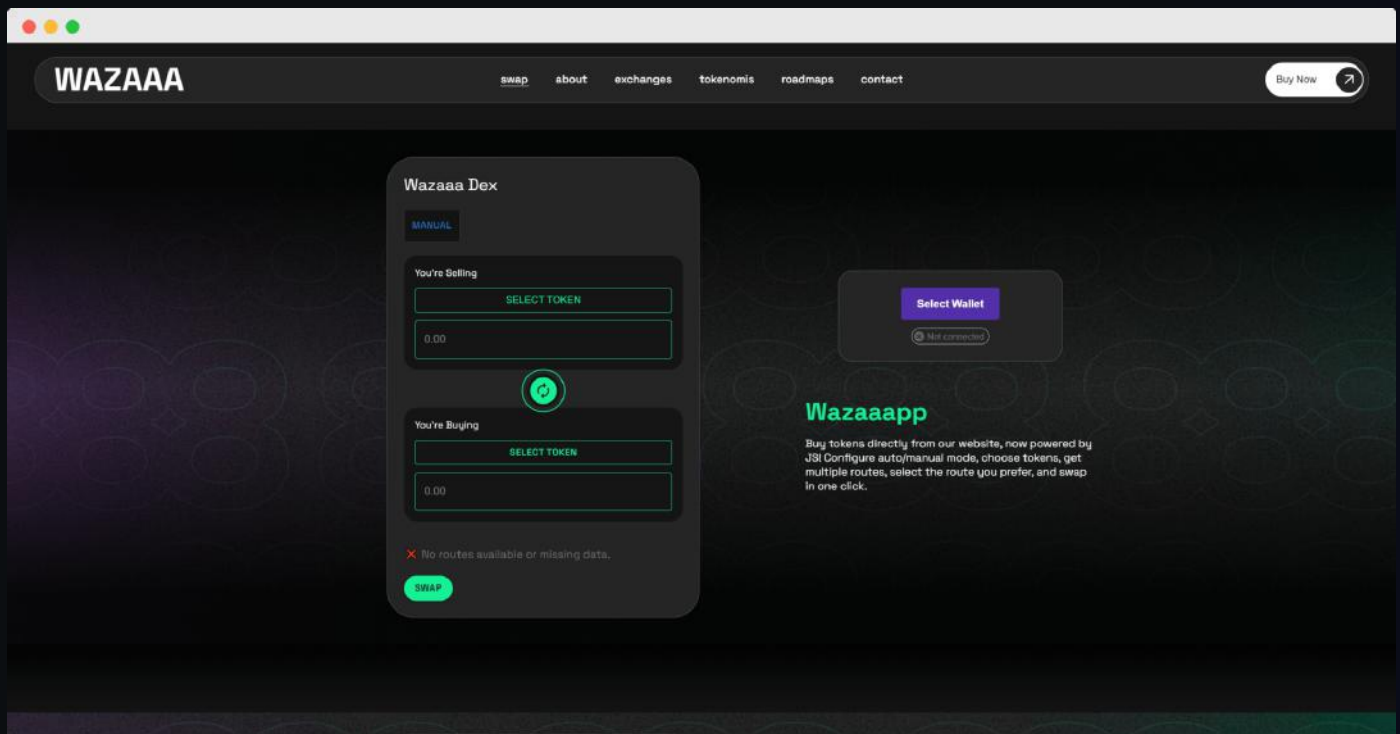 WAZAAA
swap about exchanges tokenomis roadmaps contact
Buy Now
Wazaaa Dex
MANUAL
You're Selling
SELECT TOKEN
0.00
You're Buying
SELECT TOKEN
0.00
No routes available or missing data.
SWAP
Select Wallet
Not connected
Wazaaapp
Buy tokens directly from our website, now powered by
JSI Configure auto/manual mode, choose tokens, get
multiple routes, select the route you prefer, and swap
in one click.